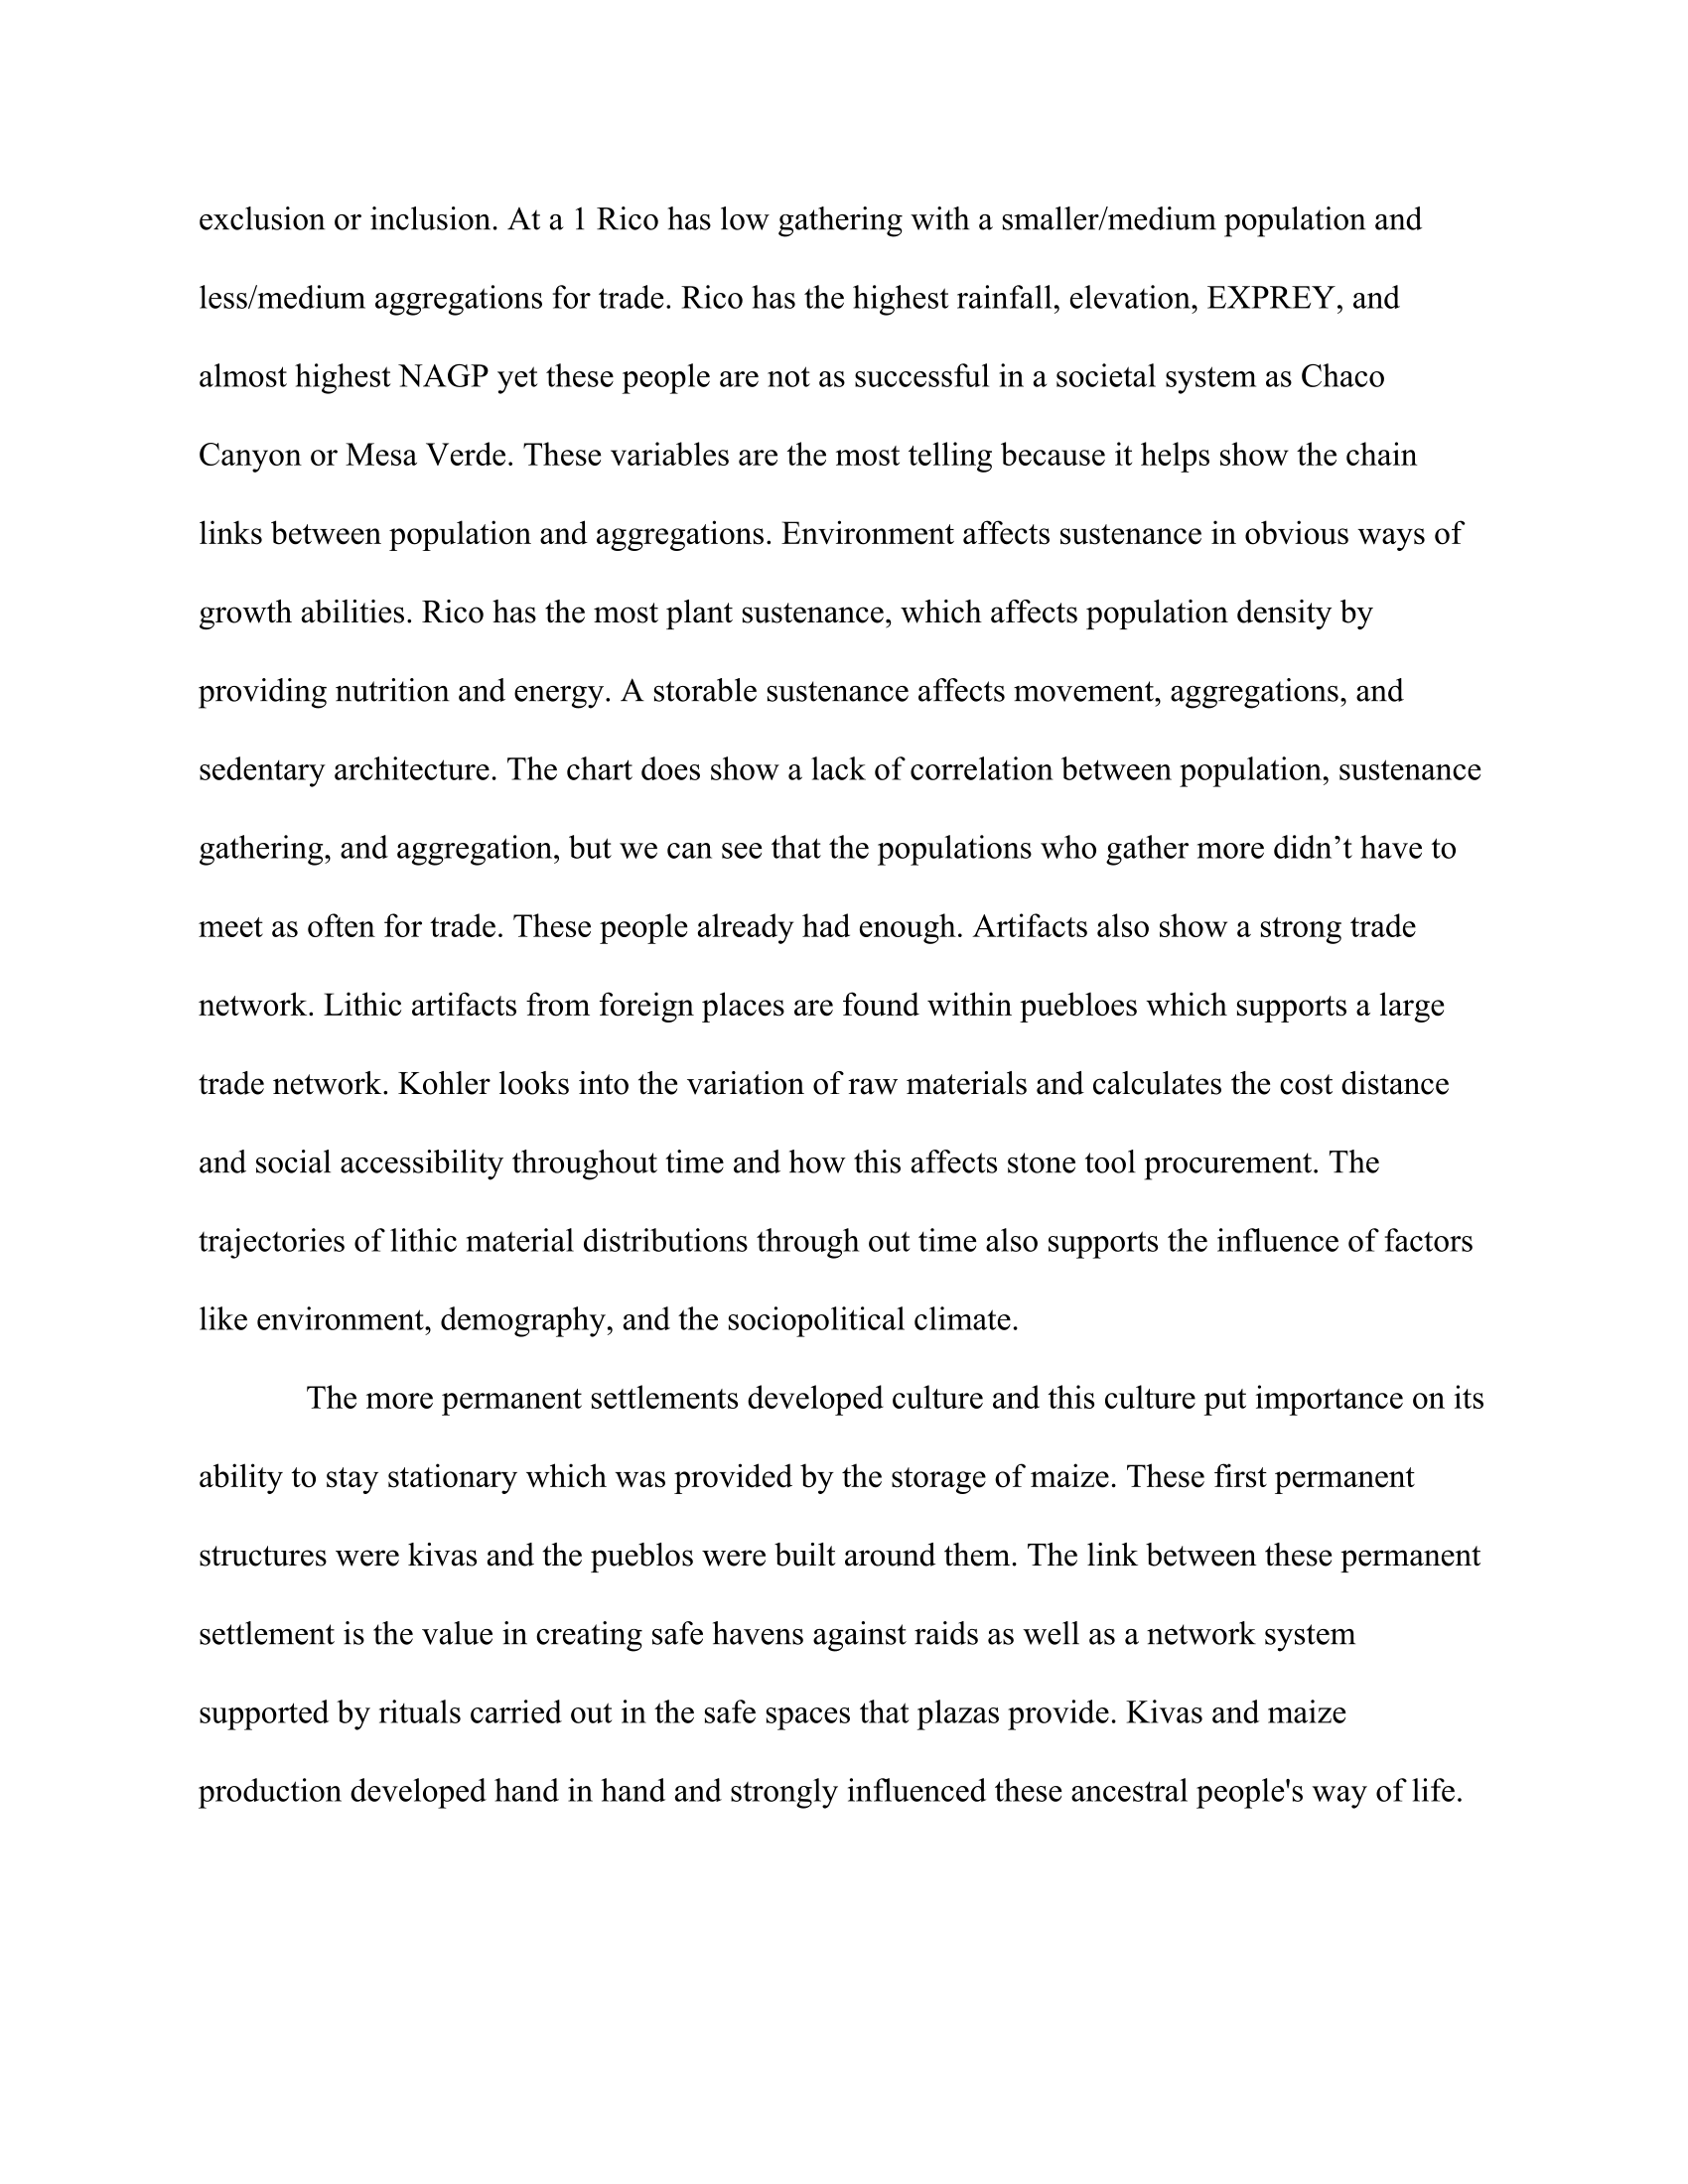 exclusion or inclusion. At a 1 Rico has low gathering with a smaller/medium population and
less/medium aggregations for trade. Rico has the highest rainfall, elevation, EXPREY, and
almost highest NAGP yet these people are not as successful in a societal system as Chaco
Canyon or Mesa Verde. These variables are the most telling because it helps show the chain
links between population and aggregations. Environment affects sustenance in obvious ways of
growth abilities. Rico has the most plant sustenance, which affects population density by
providing nutrition and energy. A storable sustenance affects movement, aggregations, and
sedentary architecture. The chart does show a lack of correlation between population, sustenance
gathering, and aggregation, but we can see that the populations who gather more didn’t have to
meet as often for trade. These people already had enough. Artifacts also show a strong trade
network. Lithic artifacts from foreign places are found within puebloes which supports a large
trade network. Kohler looks into the variation of raw materials and calculates the cost distance
and social accessibility throughout time and how this affects stone tool procurement. The
trajectories of lithic material distributions through out time also supports the influence of factors
like environment, demography, and the sociopolitical climate.
The more permanent settlements developed culture and this culture put importance on its
ability to stay stationary which was provided by the storage of maize. These first permanent
structures were kivas and the pueblos were built around them. The link between these permanent
settlement is the value in creating safe havens against raids as well as a network system
supported by rituals carried out in the safe spaces that plazas provide. Kivas and maize
production developed hand in hand and strongly influenced these ancestral people's way of life.